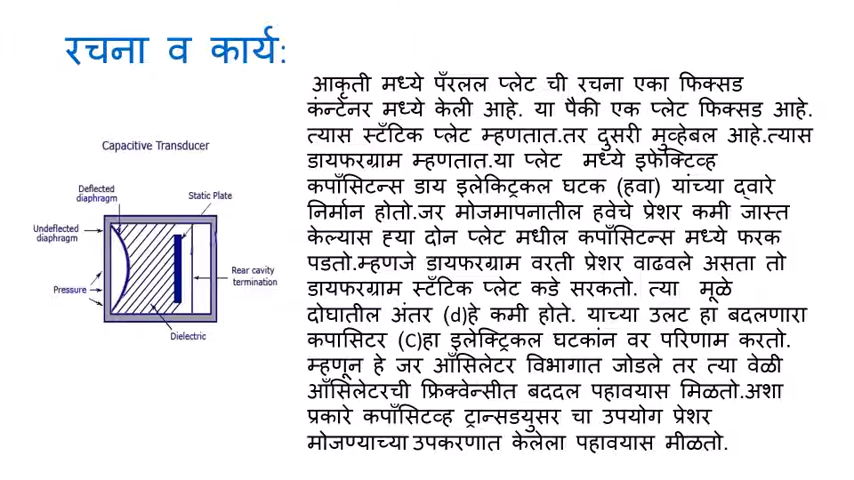 रचना व कार्य:
आकृती मध्ये पॅरलल प्लेट ची रचना एका फिक्सड
कंन्टेनर मध्ये केली आहे. या पैकी एक प्लेट फिक्सड आहे.
त्यास स्टॅटिक प्लेट म्हणतात.तर दुसरी मुव्हेबल आहे.त्यास
डायफरग्राम म्हणतात.या प्लेट मध्ये इफेक्टिव्ह
कपॉसिटन्स डाय इलेकिट्रकल घटक (हवा) यांच्या द्वारे
निर्मान होतो.जर मोजमापनातील हवेचे प्रेशर कमी जास्त
केल्यास ह्या दोन प्लेट मधील कपॉसिटन्स मध्ये फरक
पडतो.म्हणजे डायफरग्राम वरती प्रेशर वाढवले असता तो
डायफरग्राम स्टॅटिक प्लेट कडे सरकतो. त्या मूळे
दोघातील अंतर (d)हे कमी होते. याच्या उलट हा बदलणारा
कपासिटर (C)हा इलेक्ट्रिकल घटकांन वर परिणाम करतो.
म्हणून हे जर ऑसिलेटर विभागात जोडले तर त्या वेळी
ऑसिलेटरची फ्रिक्वेन्सीत बददल पहावयास मिळतो.अशा
प्रकारे कपॉसिटव्ह ट्रान्सडयुसर चा उपयोग प्रेशर
मोजण्याच्या उपकरणात केलेला पहावयास मीळतो.
Capacitive Transducer
Deflected
diaphragm
Static Plate
Undeflected
diaphragm
Rear cavity
termination
Pressure
Dielectric